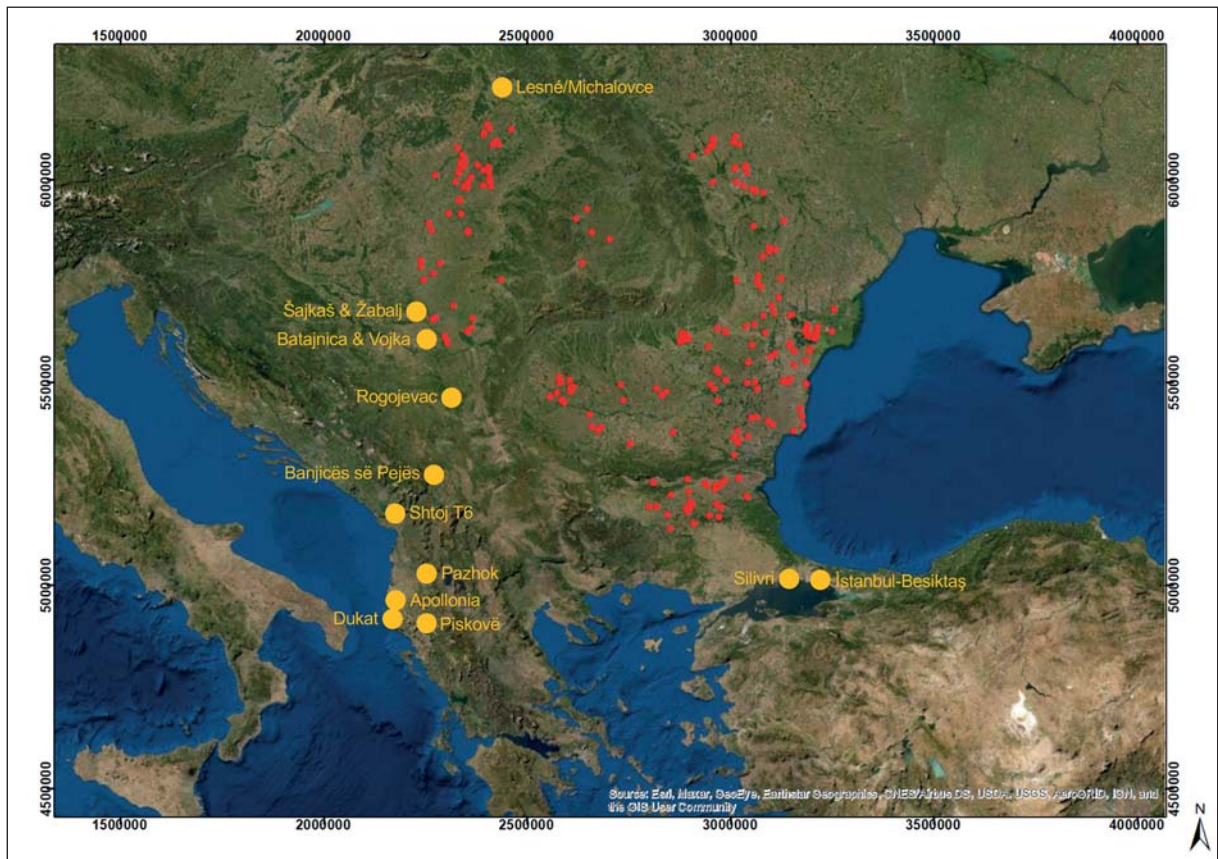 1500000 2000000 2500000 3000000 3500000 4000000
Lesné/Michalovce
6000000 6000000
Šajkaš & Žabalj
Batajnica & Vojka
5500000 5500000
Rogojevac
Banjicës së Pejës
Shtoj T6
Pazhok
Silivri
İstanbul-Besiktaş
5000000 5000000
Apollonia
Dukat
Piskovë
4500000 4500000
Source: Esri, Maxar, GeoEye, Earthstar Geographics, CNES/Airbus DS, USDA, USGS, AeroGRID, IGN, and
the GIS User Community
1500000 2000000 2500000 3000000 3500000 4000000
N